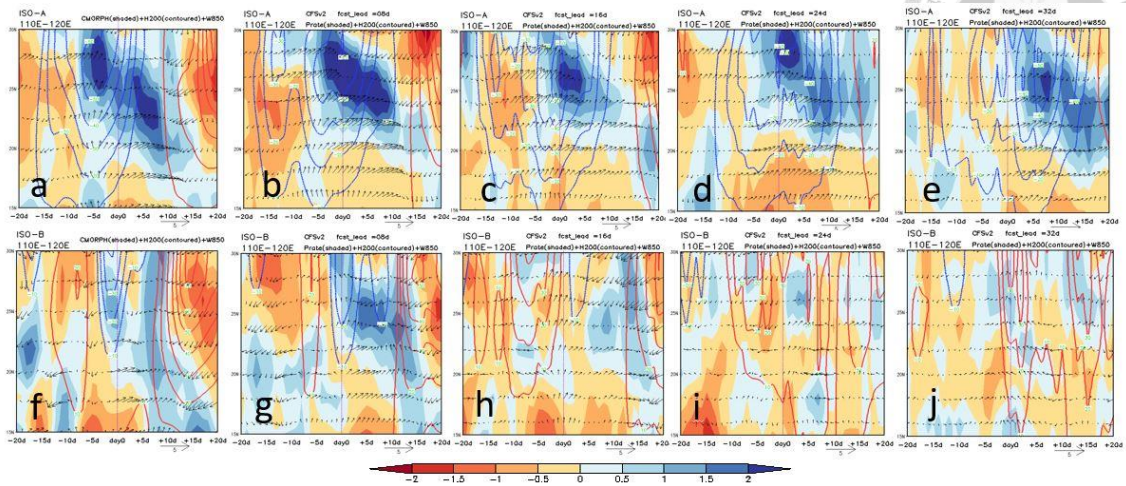 ISO-A
110E-120E
CMORPH(shaded)+H200(contoured)+W850
ISO-A
110E-120E
CFSv2 fcst_lead =08d
Prate(shaded)+H200(contoured)+W850
ISO-A
110E-120E
CFSv2 fcst_lead =16d
Prate(shaded)+H200(contoured)+W850
ISO-A
110E-120E
CFSv2 fcst_lead =24d
Prate(shaded)+H200(contoured)+W850
ISO-A
110E-120E
CFSv2 fcst_lead =32d
Prate(shaded)+H200(contoured)+W850
30N
25N
20N
15N
a
b
c
d
e
-20d -15d -10d -5d day0 +5d +10d +15d +20d
-20d -15d -10d -5d day0 +5d +10d +15d +20d
-20d -15d -10d -5d day0 +5d +10d +15d +20d
-20d -15d -10d -5d day0 +5d +10d +15d +20d
-20d -15d -10d -5d day0 +5d +10d +15d +20d
5
ISO-B
110E-120E
CMORPH(shaded)+H200(contoured)+W850
ISO-B
110E-120E
CFSv2 fcst_lead =08d
Prate(shaded)+H200(contoured)+W850
ISO-B
110E-120E
CFSv2 fcst_lead =16d
Prate(shaded)+H200(contoured)+W850
ISO-B
110E-120E
CFSv2 fcst_lead =24d
Prate(shaded)+H200(contoured)+W850
ISO-B
110E-120E
CFSv2 fcst_lead =32d
Prate(shaded)+H200(contoured)+W850
30N
25N
20N
15N
f
g
h
i
j
-20d -15d -10d -5d day0 +5d +10d +15d +20d
-20d -15d -10d -5d day0 +5d +10d +15d +20d
-20d -15d -10d -5d day0 +5d +10d +15d +20d
-20d -15d -10d -5d day0 +5d +10d +15d +20d
-20d -15d -10d -5d day0 +5d +10d +15d +20d
5
-2 -1.5 -1 -0.5 0 0.5 1 1.5 2